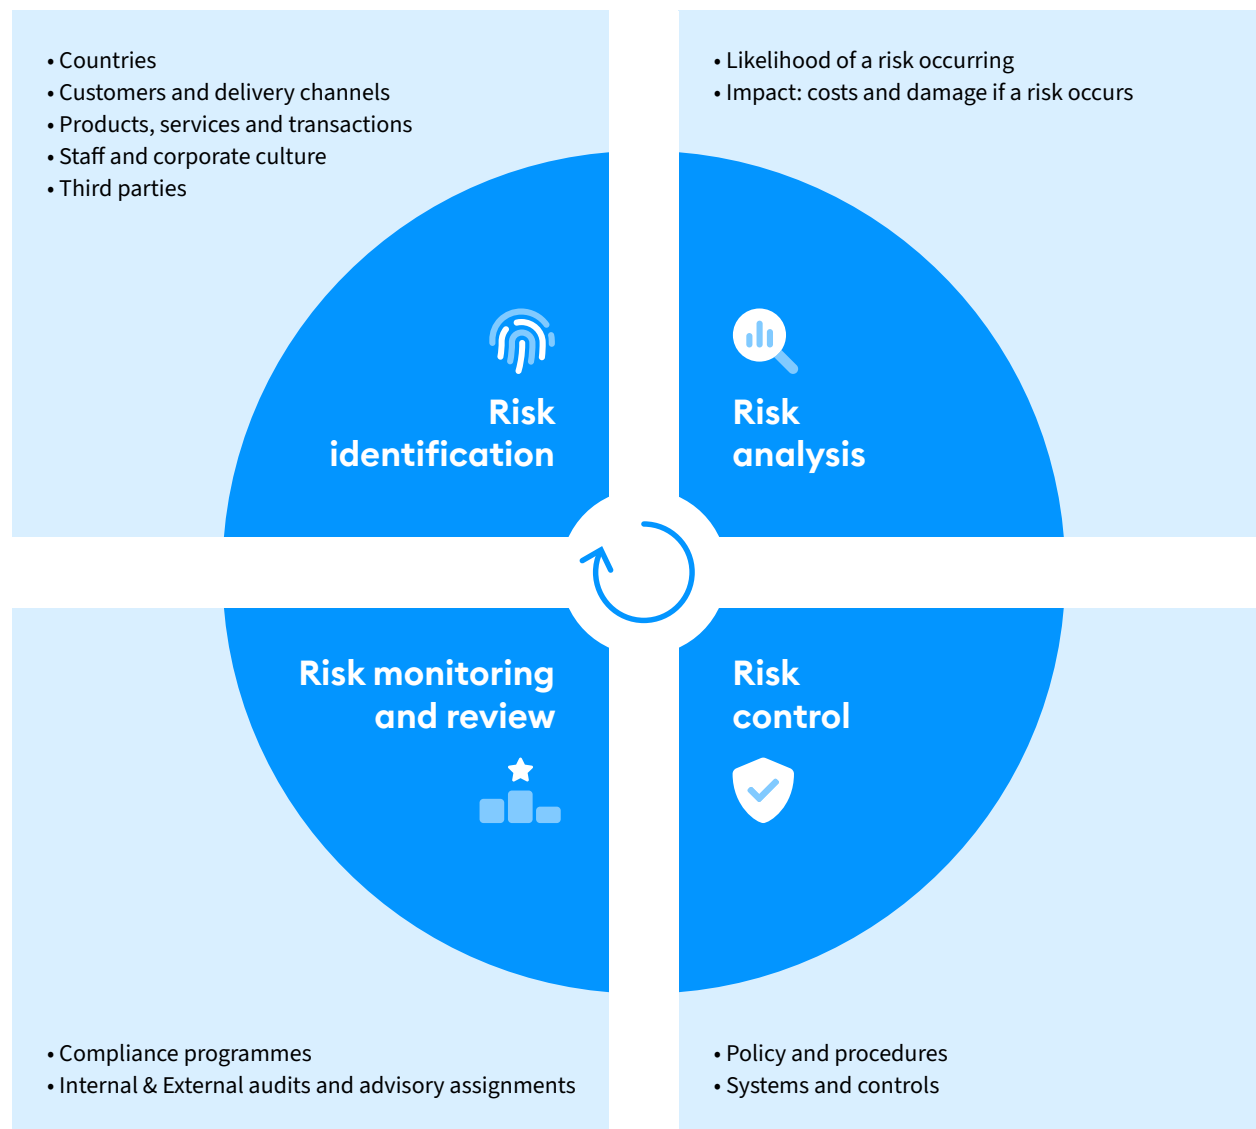 • Countries
• Customers and delivery channels
• Products, services and transactions
• Staff and corporate culture
• Third parties
• Likelihood of a risk occurring
• Impact: costs and damage if a risk occurs
Risk
identification
Risk
analysis
Risk monitoring
and review
Risk
control
• Compliance programmes
• Internal & External audits and advisory assignments
• Policy and procedures
• Systems and controls